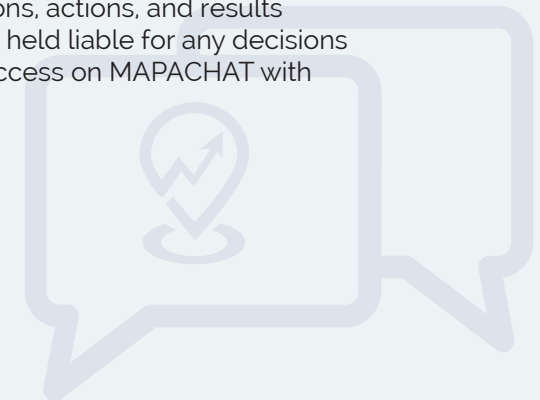 ons, actions, and results
held liable for any decisions
ccess on MAPACHAT with